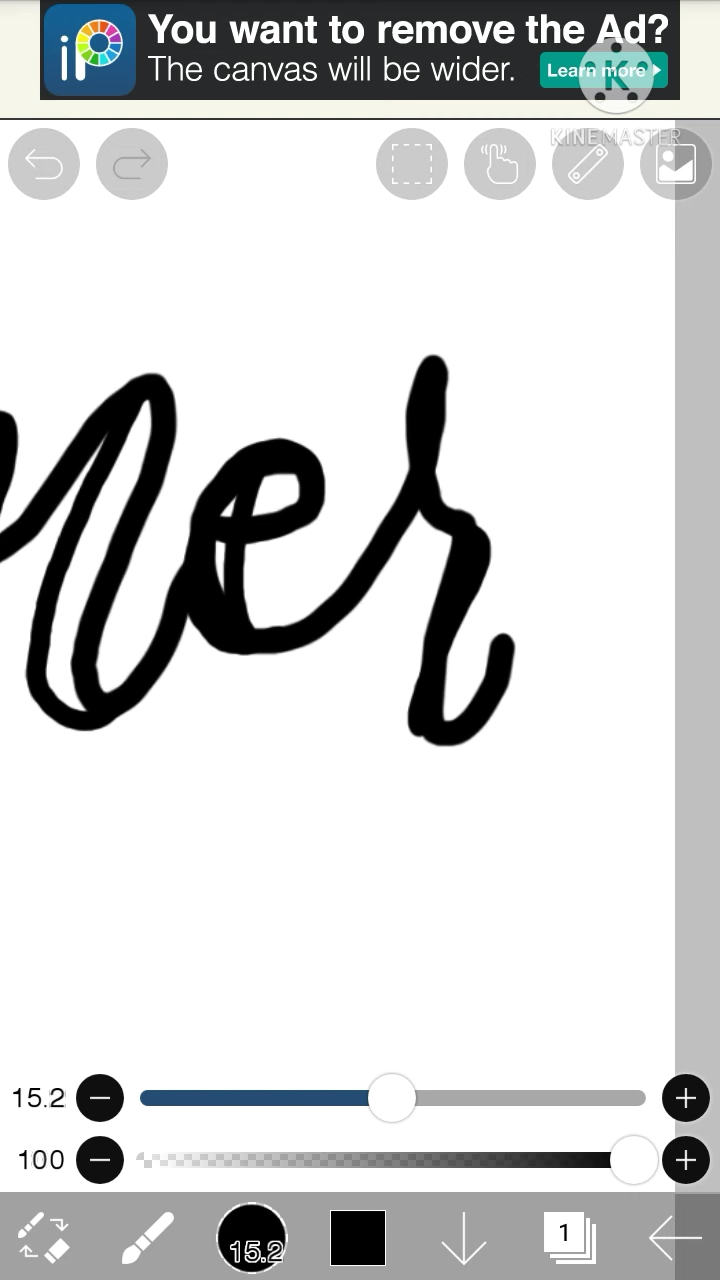 iP
You want to remove the Ad?
The canvas will be wider.
Learn more
K
KINEMASTER
ner
15.2
100
15.2
1